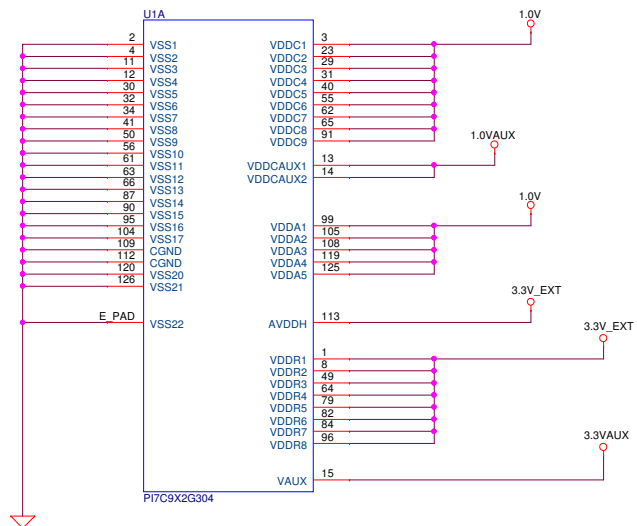 U1A
1.0V
2 VSS1 VDDC1 3
4 VSS2 VDDC2 23
11 VSS3 VDDC3 29
12 VSS4 VDDC4 31
30 VSS5 VDDC5 40
32 VSS6 VDDC6 55
34 VSS7 VDDC7 62
41 VSS8 VDDC8 65
50 VSS9 VDDC9 91
1.0VAUX
56 VSS10
61 VSS11 VDDCAUX1 13
63 VSS12 VDDCAUX2 14
66 VSS13
87 VSS14
1.0V
90 VSS15
95 VSS16 VDDA1 99
104 VSS17 VDDA2 105
109 CGND VDDA3 108
112 CGND VDDA4 119
120 VSS20 VDDA5 125
126 VSS21
3.3V_EXT
E_PAD VSS22 AVDDH 113
3.3V_EXT
VDDR1 1
VDDR2 8
VDDR3 49
VDDR4 64
VDDR5 79
VDDR6 82
VDDR7 84
VDDR8 96
3.3VAUX
VAUX 15
PI7C9X2G304